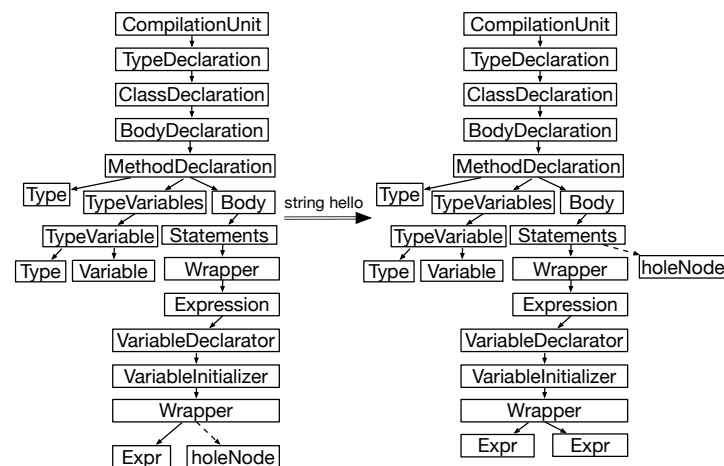 CompilationUnit
TypeDeclaration
ClassDeclaration
BodyDeclaration
MethodDeclaration
Type
TypeVariables
Body
TypeVariable
Statements
Type
Variable
Wrapper
Expression
VariableDeclarator
VariableInitializer
Wrapper
Expr
holeNode
string hello
CompilationUnit
TypeDeclaration
ClassDeclaration
BodyDeclaration
MethodDeclaration
Type
TypeVariables
Body
TypeVariable
Statements
holeNode
Type
Variable
Wrapper
Expression
VariableDeclarator
VariableInitializer
Wrapper
Expr
Expr